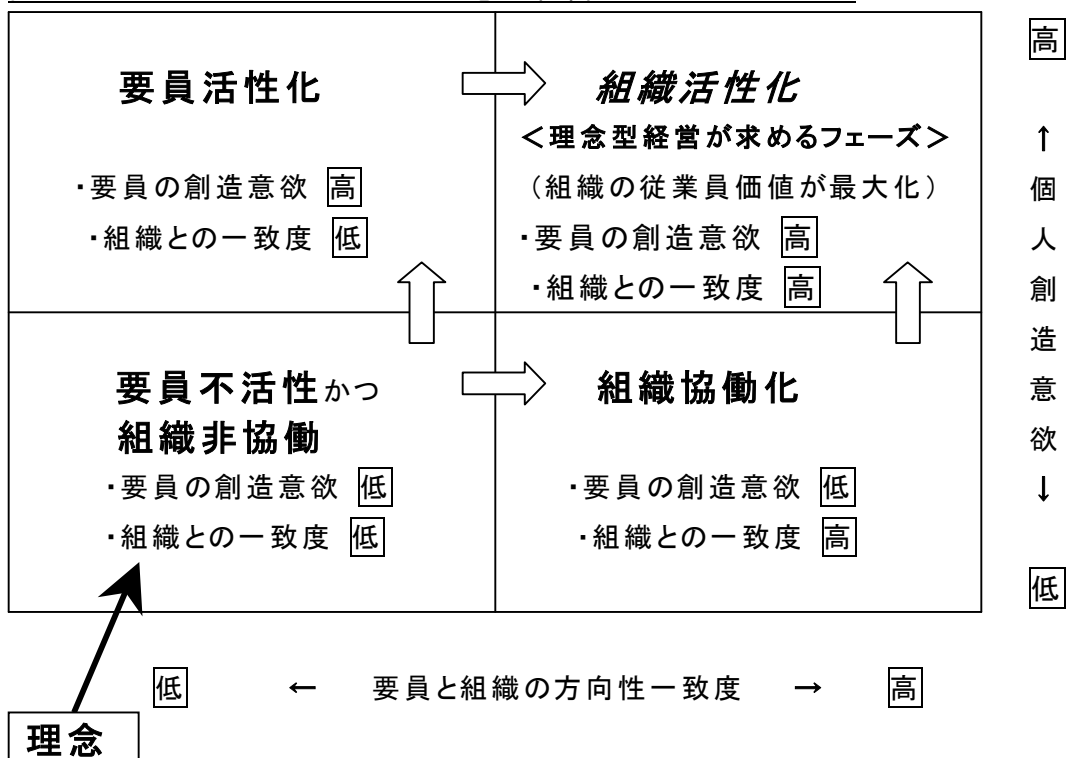 要員活性化
・要員の創造意欲 高
・組織との一致度 低
組織活性化
＜理念型経営が求めるフェーズ＞
（組織の従業員価値が最大化）
・要員の創造意欲 高
・組織との一致度 高
要員不活性かつ
組織非協働
・要員の創造意欲 低
・組織との一致度 低
組織協働化
・要員の創造意欲 低
・組織との一致度 高
高
↑
個
人
創
造
意
欲
↓
低
低 ← 要員と組織の方向性一致度 → 高
理念